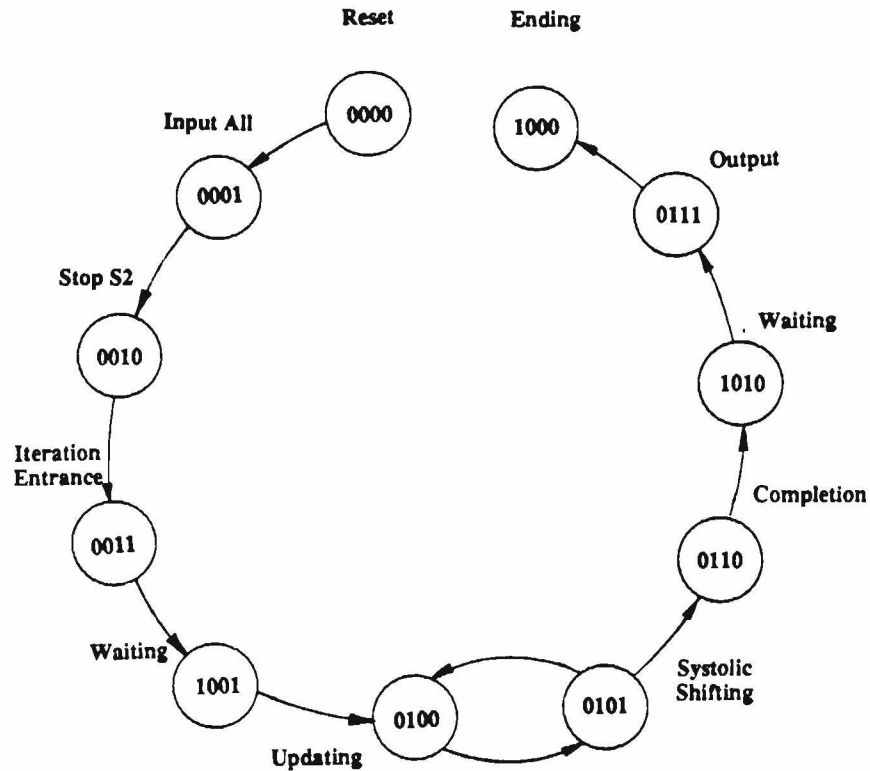 Reset
Ending
0000
1000
Input All
Output
0001
0111
Stop S2
Waiting
0010
1010
Iteration
Entrance
Completion
0011
0110
Waiting
Systolic
Shifting
1001
0100
0101
Updating